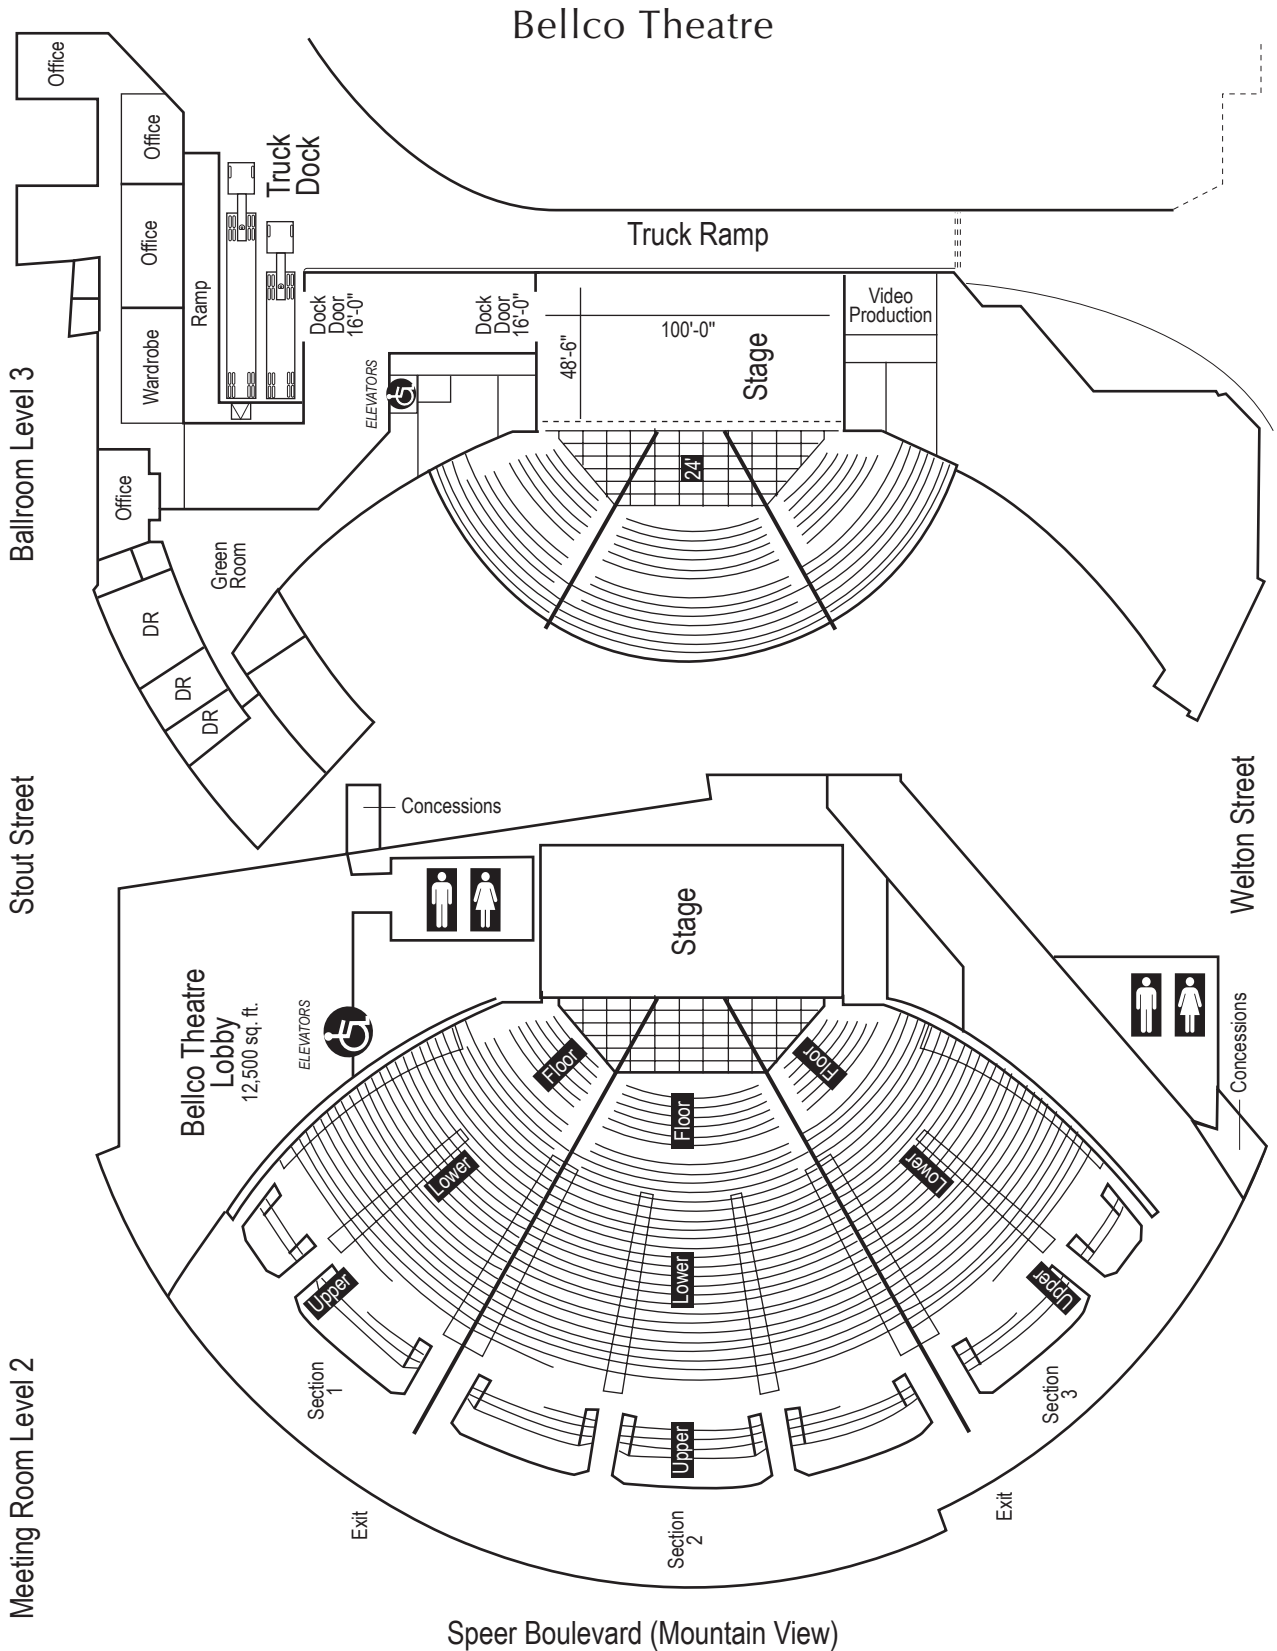 Bellco Theatre
Office
Office
Truck
Dock
Office
Truck Ramp
Ramp
Dock
Door
16'-0"
Dock
Door
16'-0"
Video
Production
100'-0"
48'-6"
Stage
Wardrobe
ELEVATORS
Ballroom Level 3
24'
Office
Green
Room
DR
DR
DR
Stout Street
Welton Street
Concessions
Stage
Bellco Theatre
Lobby
12,500 sq. ft.
ELEVATORS
Concessions
Floor
Floor
Floor
Lower
Lower
Lower
Upper
Upper
Upper
Section
1
Section
3
Meeting Room Level 2
Exit
Exit
Section
2
Speer Boulevard (Mountain View)